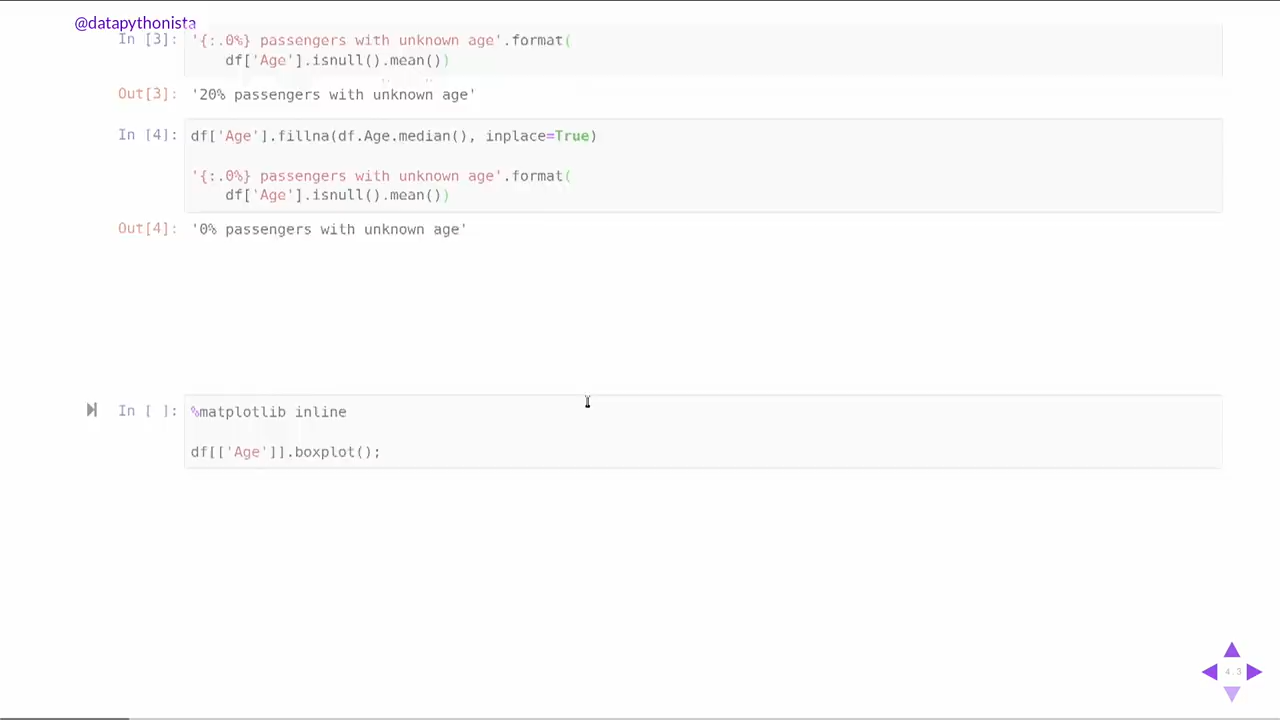 @datapythonista
In [3]: '{:.0%} passengers with unknown age'.format(
df['Age'].isnull().mean())
Out[3]: '20% passengers with unknown age'
In [4]: df['Age'].fillna(df.Age.median(), inplace=True)
'{:.0%} passengers with unknown age'.format(
df['Age'].isnull().mean())
Out[4]: '0% passengers with unknown age'
In [ ]: %matplotlib inline
df[['Age']].boxplot();
4.3